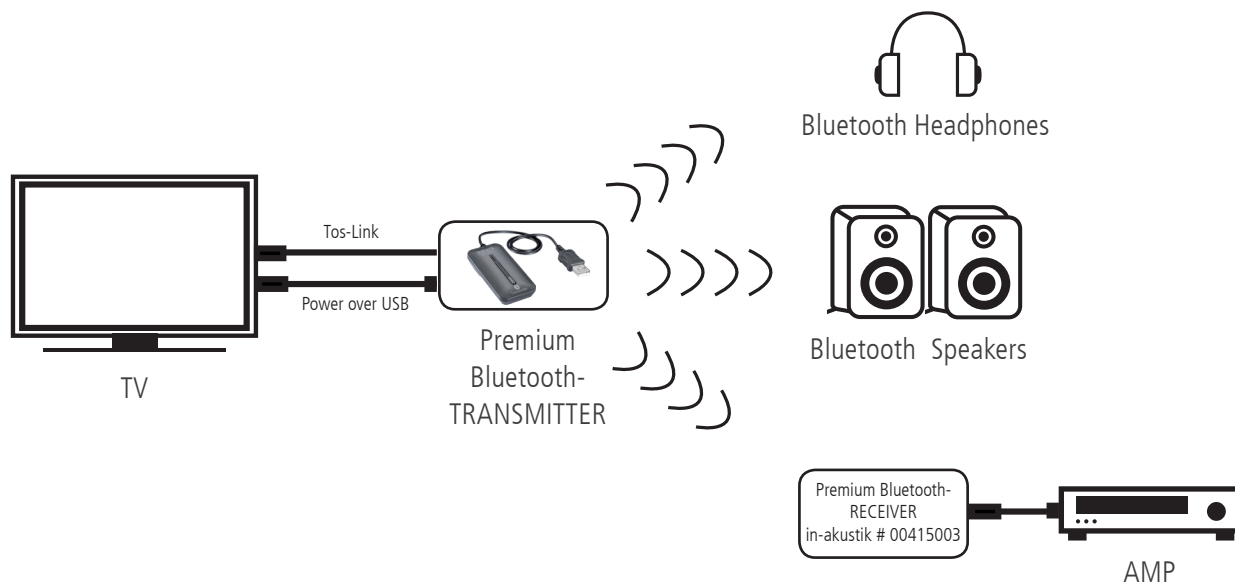 Bluetooth Headphones
Tos-Link
Power over USB
TV
Premium
Bluetooth-
TRANSMITTER
Bluetooth Speakers
Premium Bluetooth-
RECEIVER
in-akustik # 00415003
AMP